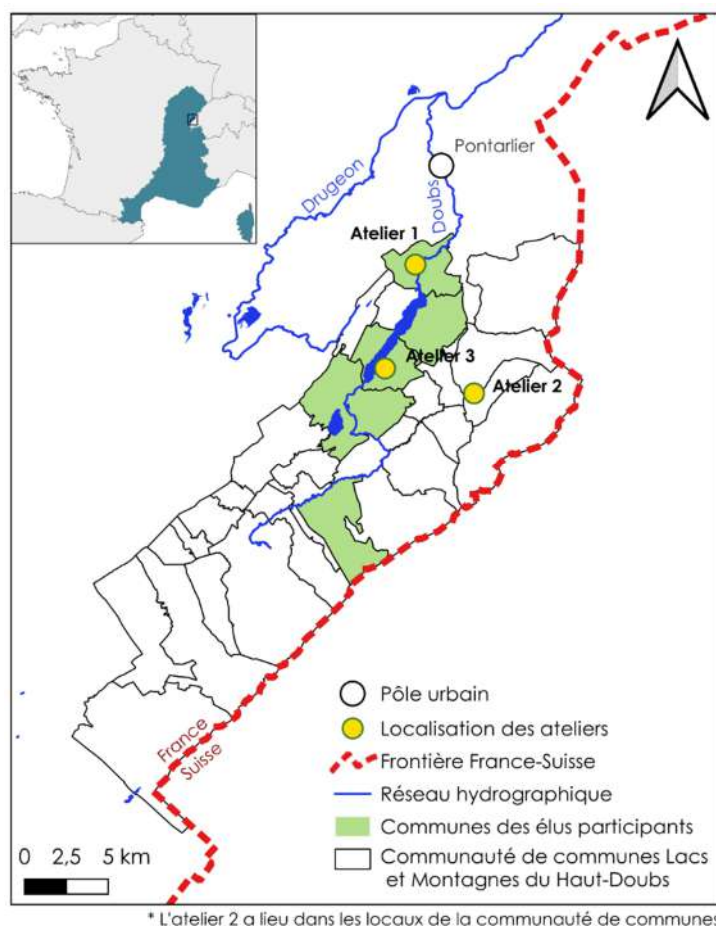 Pontarlier
Drugeon
Doubs
Atelier 1
Atelier 3
Atelier 2
France
Suisse
Pôle urbain
Localisation des ateliers
Frontière France-Suisse
Réseau hydrographique
Communes des élus participants
Communauté de communes Lacs
et Montagnes du Haut-Doubs
0 2,5 5 km
* L'atelier 2 a lieu dans les locaux de la communauté de communes